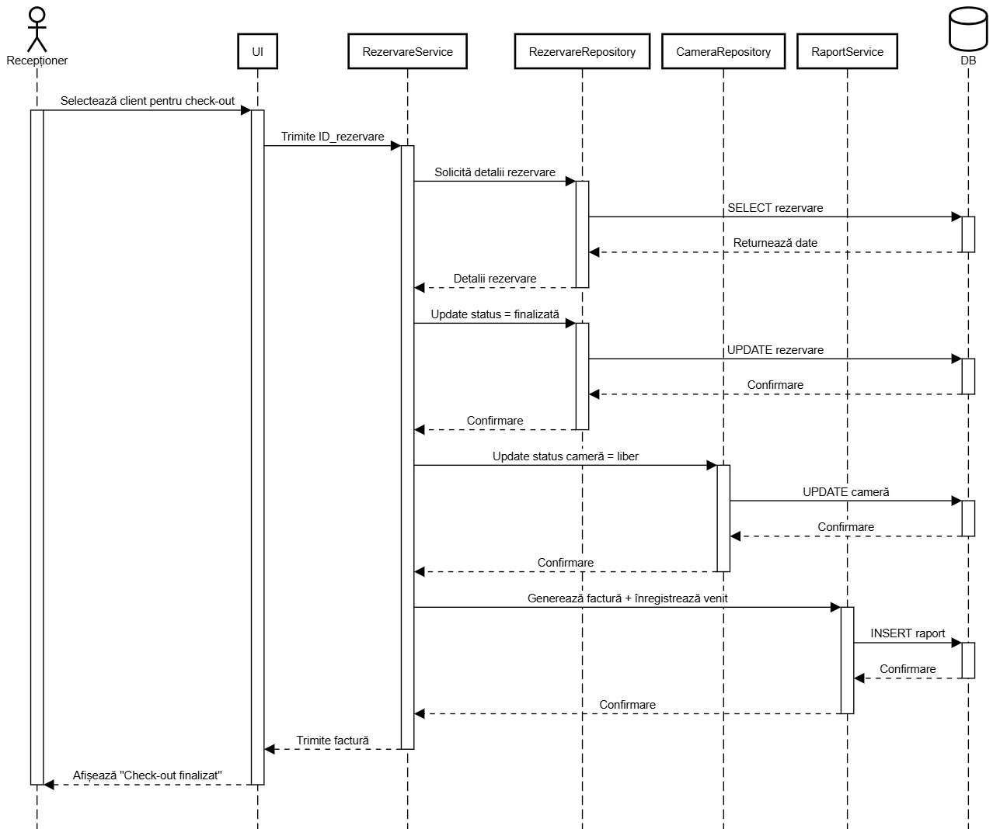 Recepționer
UI
RezervareService
RezervareRepository
CameraRepository
RaportService
DB
Selectează client pentru check-out
Trimite ID_rezervare
Solicită detalii rezervare
SELECT rezervare
Returnează date
Detalii rezervare
Update status = finalizată
UPDATE rezervare
Confirmare
Confirmare
Update status cameră = liber
UPDATE cameră
Confirmare
Confirmare
Generează factură + înregistrează venit
INSERT raport
Confirmare
Confirmare
Trimite factură
Afișează "Check-out finalizat"